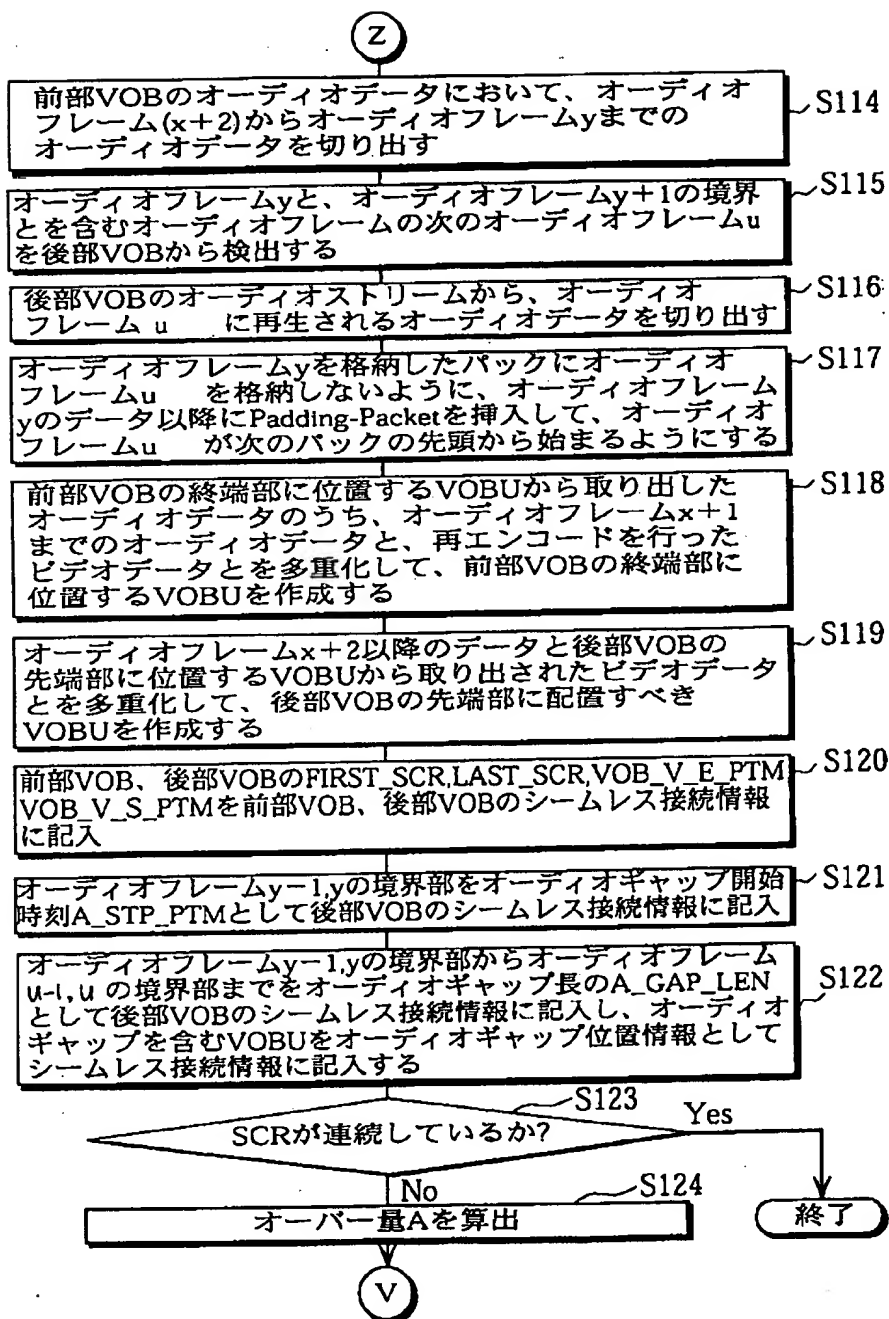 Z
前部VOBのオーディオデータにおいて、オーディオ
フレーム(x+2)からオーディオフレームyまでの
オーディオデータを切り出す
S114
オーディオフレームyと、オーディオフレームy+1の境界
とを含むオーディオフレームの次のオーディオフレームu
を後部VOBから検出する
S115
後部VOBのオーディオストリームから、オーディオ
フレーム u に再生されるオーディオデータを切り出す
S116
オーディオフレームyを格納したパックにオーディオ
フレームu を格納しないように、オーディオフレーム
yのデータ以降にPadding-Packetを挿入して、オーディオ
フレームu が次のパックの先頭から始まるようにする
S117
前部VOBの終端部に位置するVOBUから取り出した
オーディオデータのうち、オーディオフレームx+1
までのオーディオデータと、再エンコードを行った
ビデオデータとを多重化して、前部VOBの終端部に
位置するVOBUを作成する
S118
オーディオフレームx+2以降のデータと後部VOBの
先端部に位置するVOBUから取り出されたビデオデータ
とを多重化して、後部VOBの先端部に配置すべき
VOBUを作成する
S119
前部VOB、後部VOBのFIRST_SCR,LAST_SCR,VOB_V_E_PTM
VOB_V_S_PTMを前部VOB、後部VOBのシームレス接続情報
に記入
S120
オーディオフレームy-1,yの境界部をオーディオギャップ開始
時刻A_STP_PTMとして後部VOBのシームレス接続情報に記入
S121
オーディオフレームy-1,yの境界部からオーディオフレーム
u-1,u の境界部までをオーディオギャップ長のA_GAP_LEN
として後部VOBのシームレス接続情報に記入し、オーディオ
ギャップを含むVOBUをオーディオギャップ位置情報として
シームレス接続情報に記入する
S122
S123
SCRが連続しているか?
Yes
No
S124
オーバー量Aを算出
終了
V